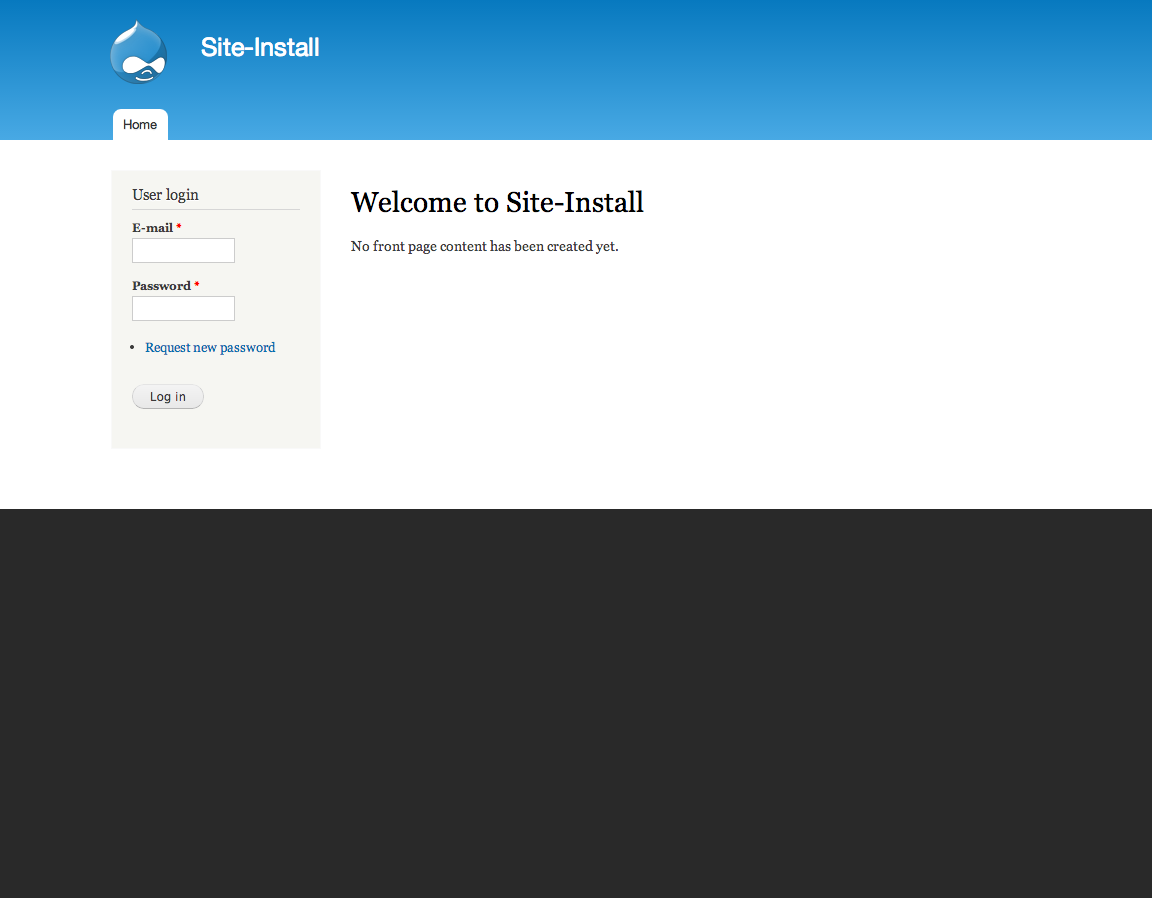 Site-Install
Home
User login
E-mail *
Password *
Request new password
Log in
Welcome to Site-Install
No front page content has been created yet.